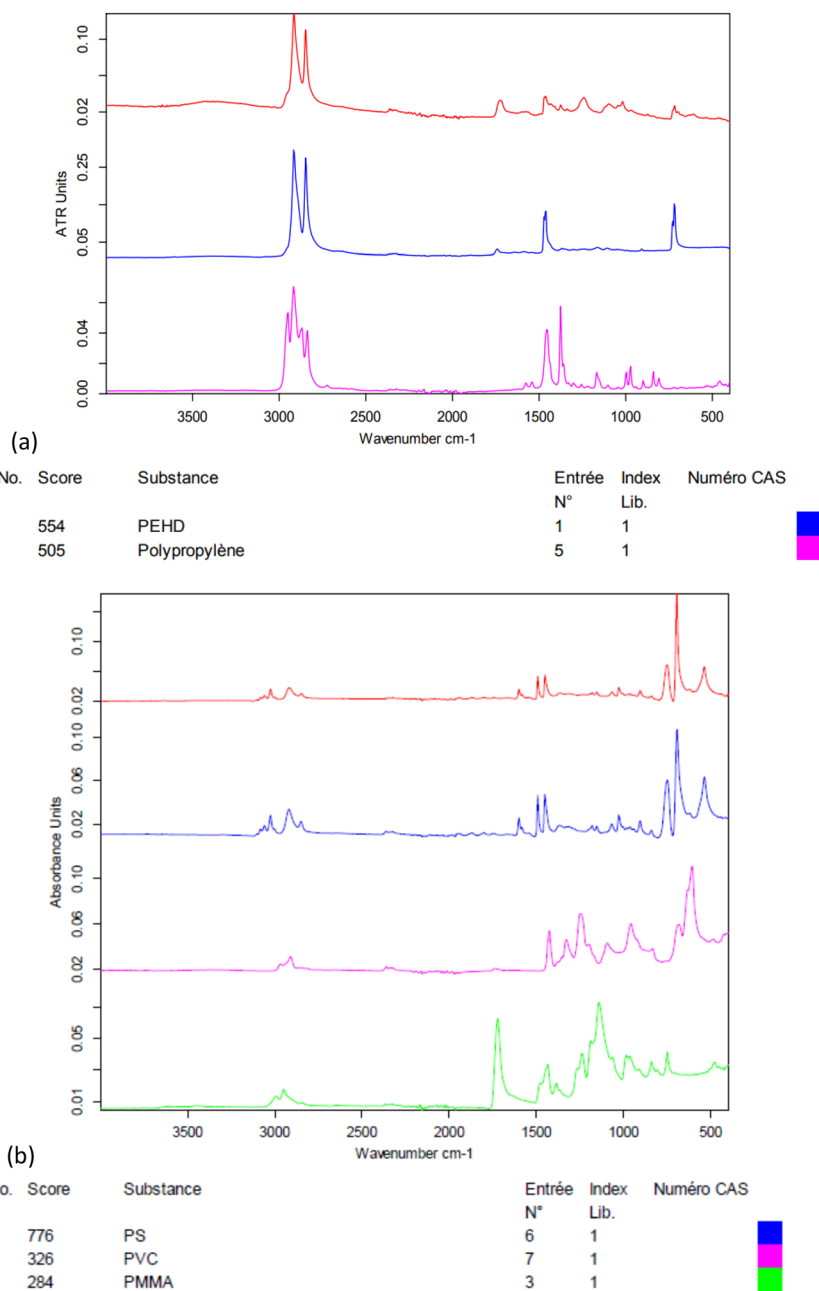 0.10
0.02
0.25
0.05
0.04
0.00
ATR Units
3500 3000 2500 2000 1500 1000 500
Wavenumber cm-1
(a)
No. Score Substance Entrée Index Numéro CAS
N° Lib.
554 PEHD 1 1
505 Polypropylène 5 1
0.10
0.02
0.10
0.06
0.02
0.10
0.06
0.02
0.05
0.01
Absorbance Units
3500 3000 2500 2000 1500 1000 500
Wavenumber cm-1
(b)
o. Score Substance Entrée Index Numéro CAS
N° Lib.
776 PS 6 1
326 PVC 7 1
284 PMMA 3 1